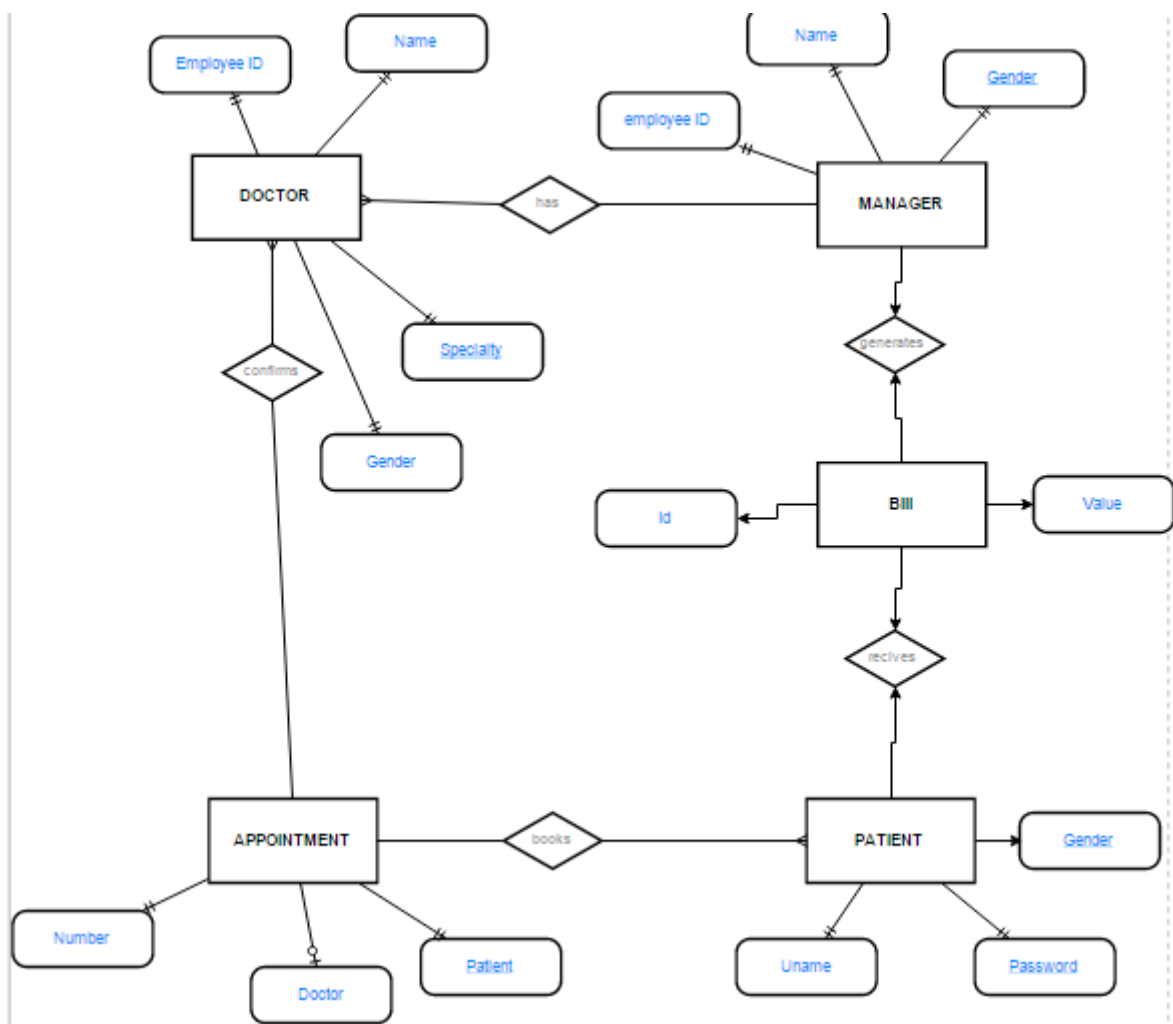 Name
Name
Employee ID
Gender
employee ID
DOCTOR
has
MANAGER
generates
Specialty
confirms
Gender
Bill
Id
Value
recives
APPOINTMENT
books
PATIENT
Gender
Number
Doctor
Patient
Uname
Password